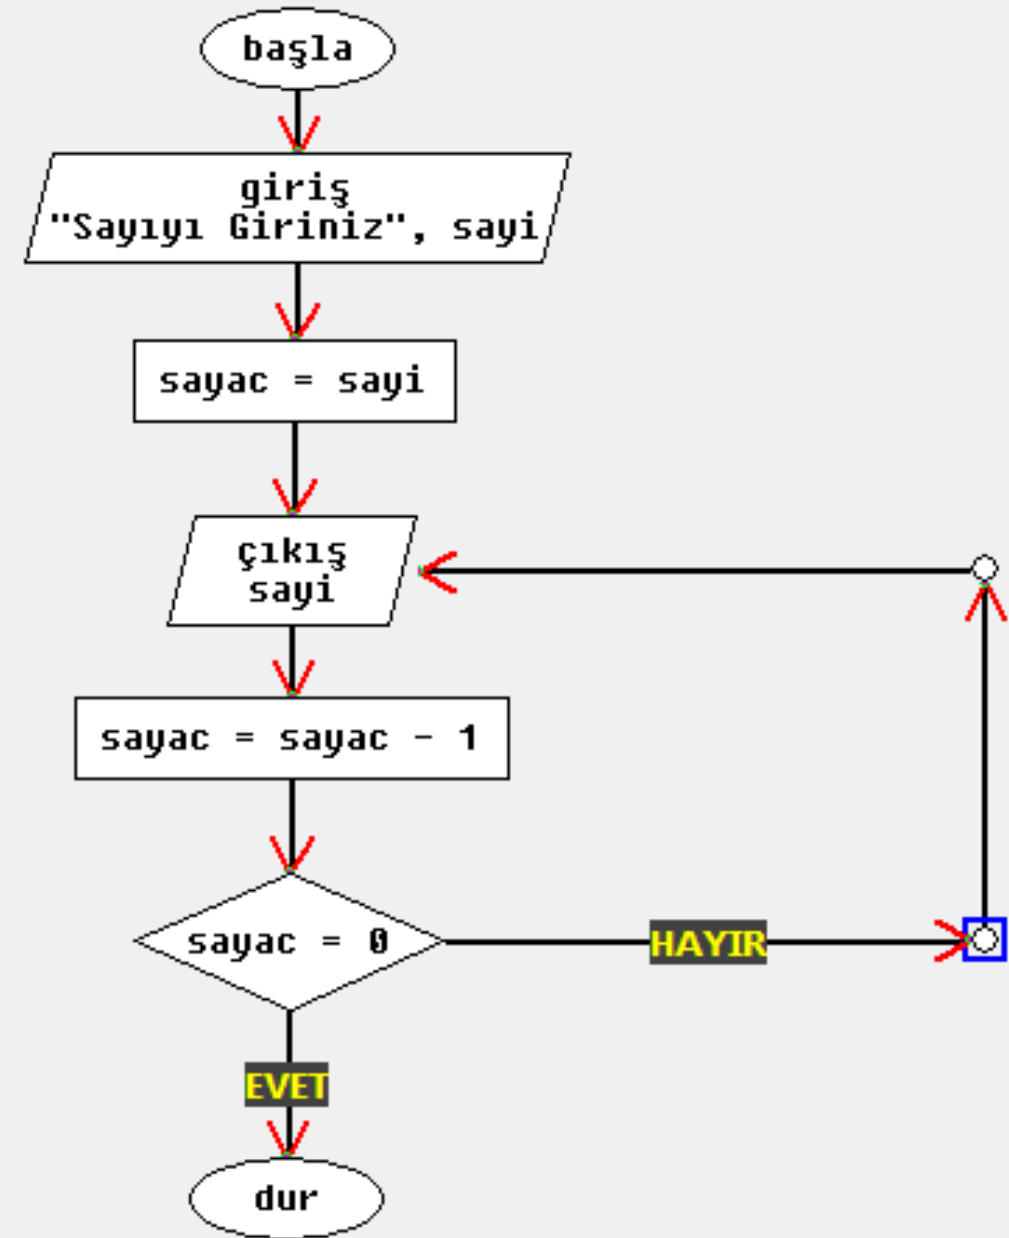 başla
giriş
"Sayıyı Giriniz", sayi
sayac = sayi
çıkış
sayi
sayac = sayac - 1
sayac = 0
HAYIR
EVET
dur